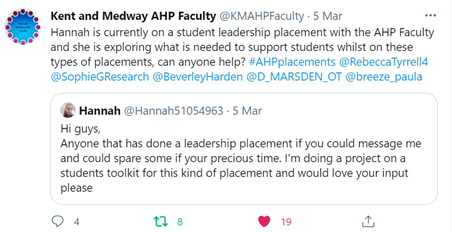 Kent and Medway AHP Faculty @KMAHPFaculty · 5 Mar
Hannah is currently on a student leadership placement with the AHP Faculty
and she is exploring what is needed to support students whilst on these
types of placements, can anyone help? #AHPplacements @RebeccaTyrrell4
@SophieGResearch @BeverleyHarden @D_MARSDEN_OT @breeze_paula
Hannah @Hannah51054963 · 5 Mar
Hi guys,
Anyone that has done a leadership placement if you could message me
and could spare some if your precious time. I'm doing a project on a
students toolkit for this kind of placement and would love your input
please
4 8 19